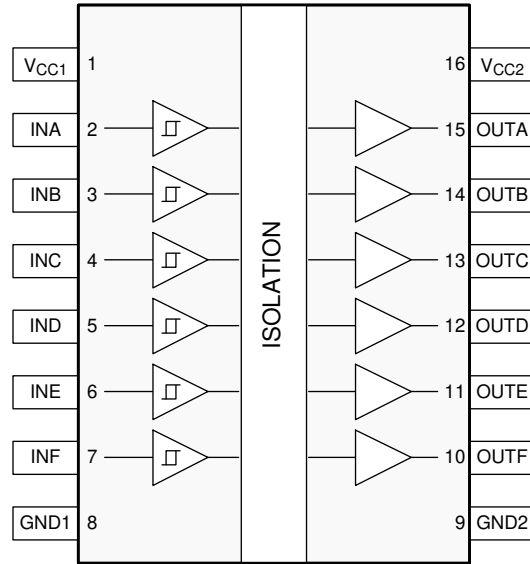 VCC1 1 16 VCC2
INA 2 15 OUTA
INB 3 14 OUTB
INC 4 13 OUTC
IND 5 12 OUTD
INE 6 11 OUTE
INF 7 10 OUTF
GND1 8 9 GND2
ISOLATION